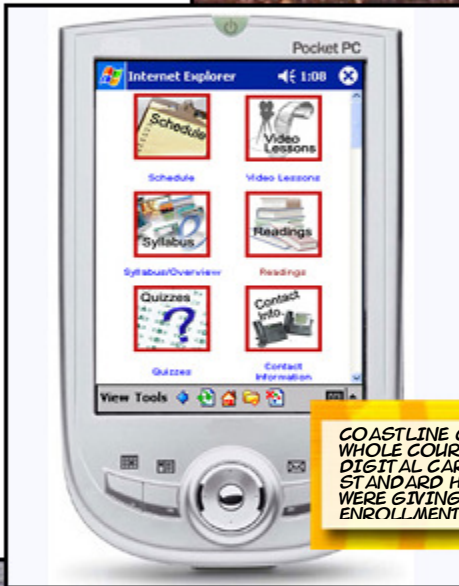 Pocket PC
Internet Explorer 1:08
Schedule
Video
Lessons
Schedule Video Lessons
Syllabus
Readings
Syllabus/Overview Readings
Quizzes
?
Contact
Info.
Quizzes Contact
Information
View Tools
COASTLINE
WHOLE COUR
DIGITAL CAR
STANDARD H
WERE GIVING
ENROLLMENT